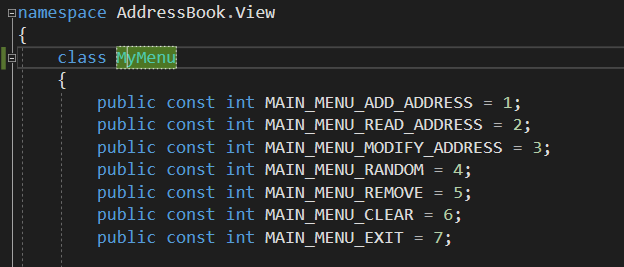 namespace AddressBook.View
{
class MyMenu
{
public const int MAIN_MENU_ADD_ADDRESS = 1;
public const int MAIN_MENU_READ_ADDRESS = 2;
public const int MAIN_MENU_MODIFY_ADDRESS = 3;
public const int MAIN_MENU_RANDOM = 4;
public const int MAIN_MENU_REMOVE = 5;
public const int MAIN_MENU_CLEAR = 6;
public const int MAIN_MENU_EXIT = 7;